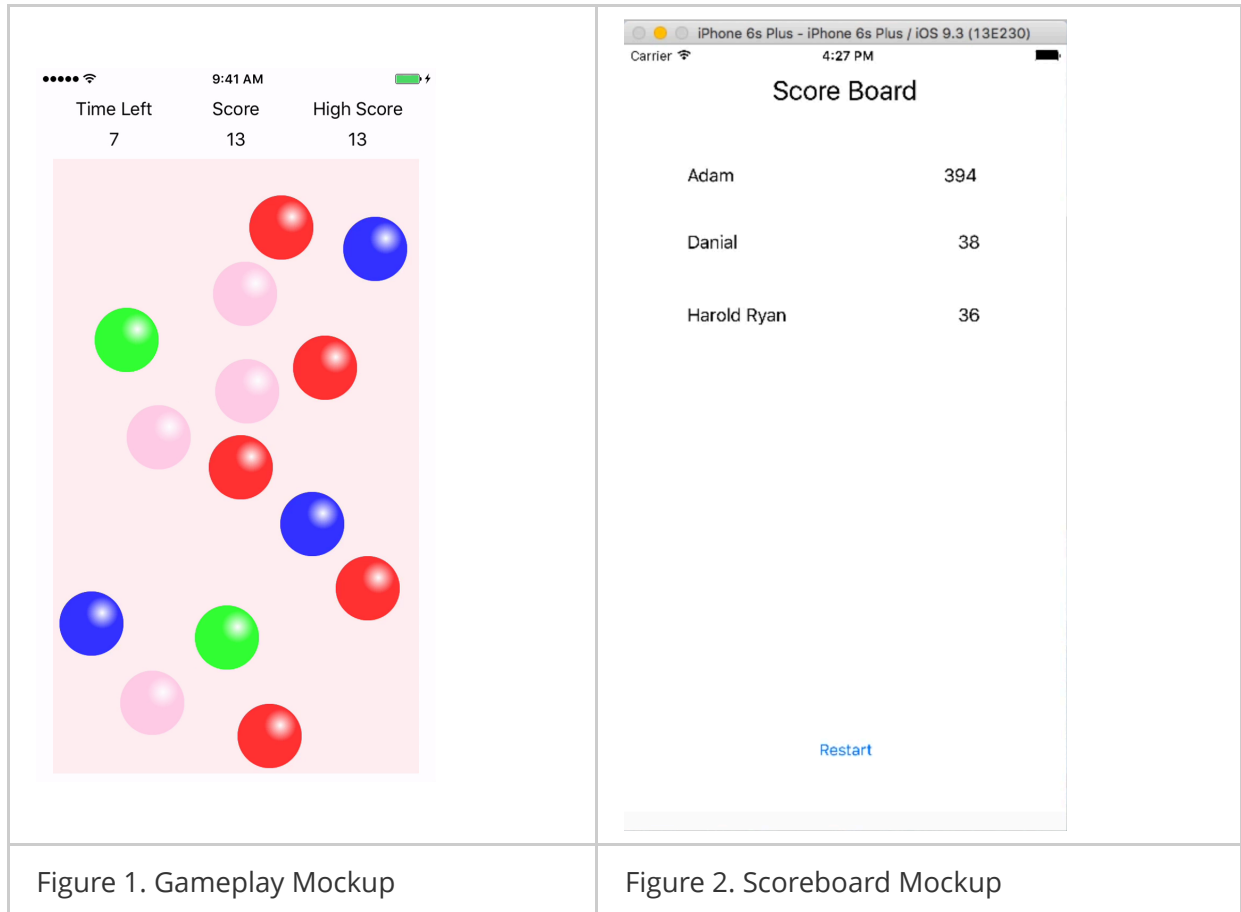 9:41 AM
Time Left Score High Score
7 13 13
Figure 1. Gameplay Mockup
iPhone 6s Plus - iPhone 6s Plus / iOS 9.3 (13E230)
Carrier 4:27 PM
Score Board
Adam 394
Danial 38
Harold Ryan 36
Restart
Figure 2. Scoreboard Mockup